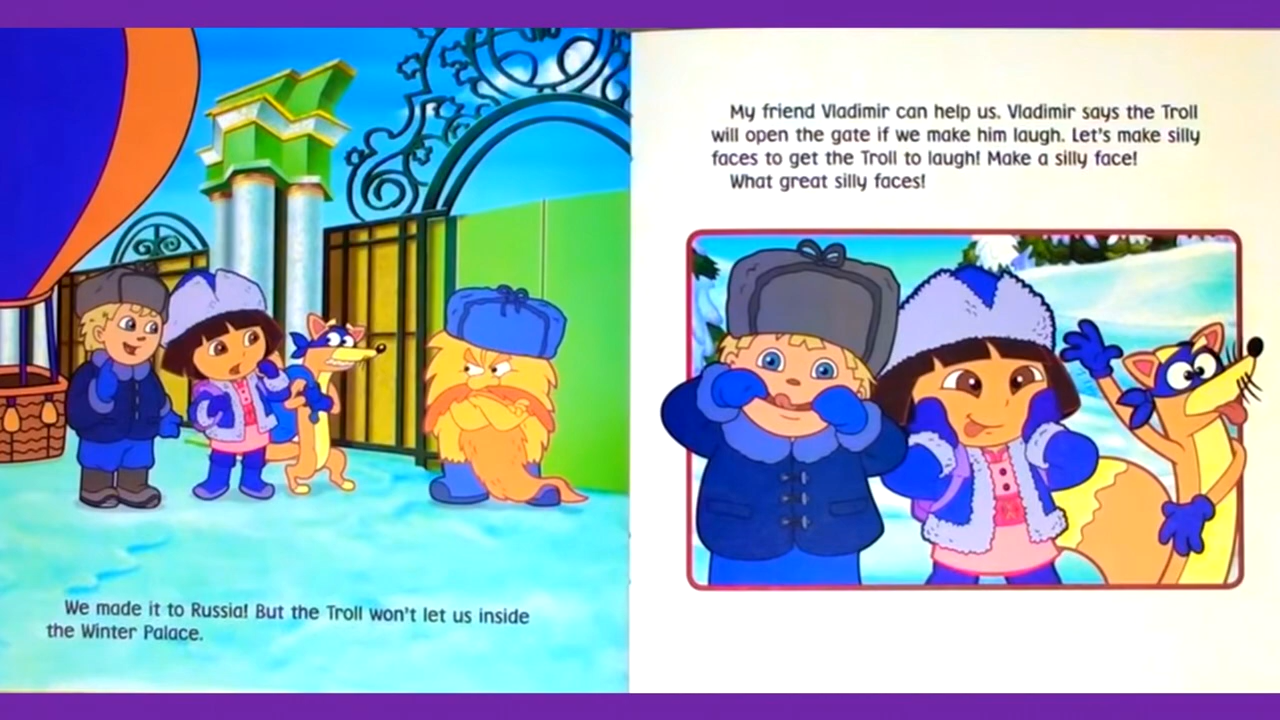 We made it to Russia! But the Troll won't let us inside
the Winter Palace.
My friend Vladimir can help us. Vladimir says the Troll
will open the gate if we make him laugh. Let's make silly
faces to get the Troll to laugh! Make a silly face!
What great silly faces!